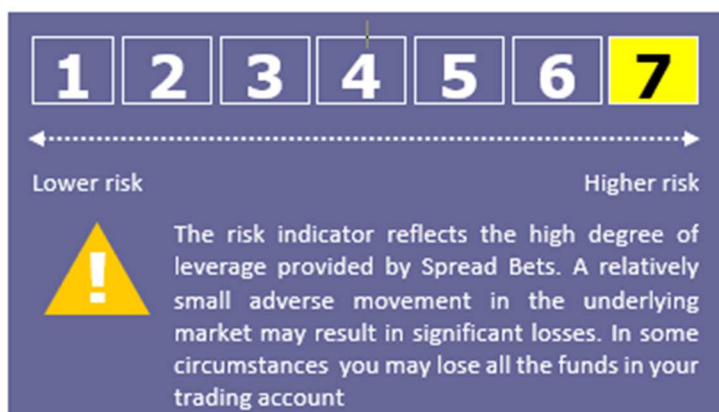 1 2 3 4 5 6 7
Lower risk Higher risk
!
The risk indicator reflects the high degree of
leverage provided by Spread Bets. A relatively
small adverse movement in the underlying
market may result in significant losses. In some
circumstances you may lose all the funds in your
trading account